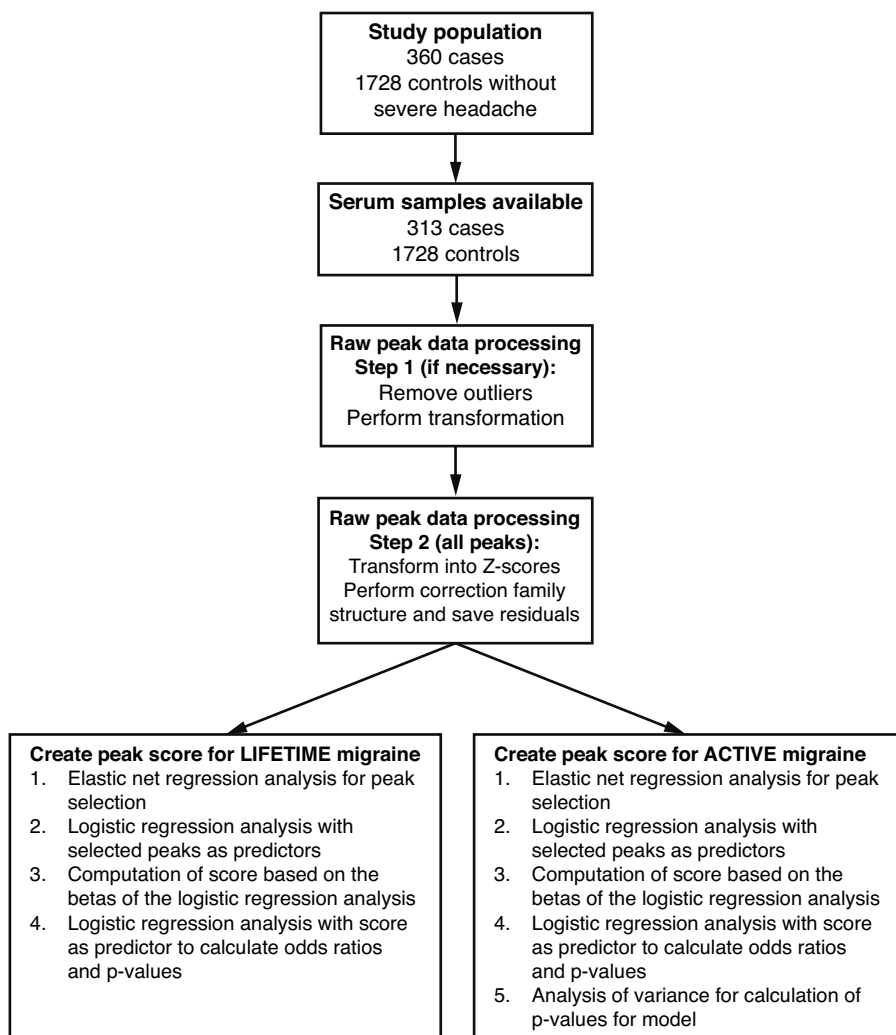 Study population
360 cases
1728 controls without
severe headache
Serum samples available
313 cases
1728 controls
Raw peak data processing
Step 1 (if necessary):
Remove outliers
Perform transformation
Raw peak data processing
Step 2 (all peaks):
Transform into Z-scores
Perform correction family
structure and save residuals
Create peak score for LIFETIME migraine
1. Elastic net regression analysis for peak
selection
2. Logistic regression analysis with
selected peaks as predictors
3. Computation of score based on the
betas of the logistic regression analysis
4. Logistic regression analysis with score
as predictor to calculate odds ratios
and p-values
Create peak score for ACTIVE migraine
1. Elastic net regression analysis for peak
selection
2. Logistic regression analysis with
selected peaks as predictors
3. Computation of score based on the
betas of the logistic regression analysis
4. Logistic regression analysis with score
as predictor to calculate odds ratios
and p-values
5. Analysis of variance for calculation of
p-values for model